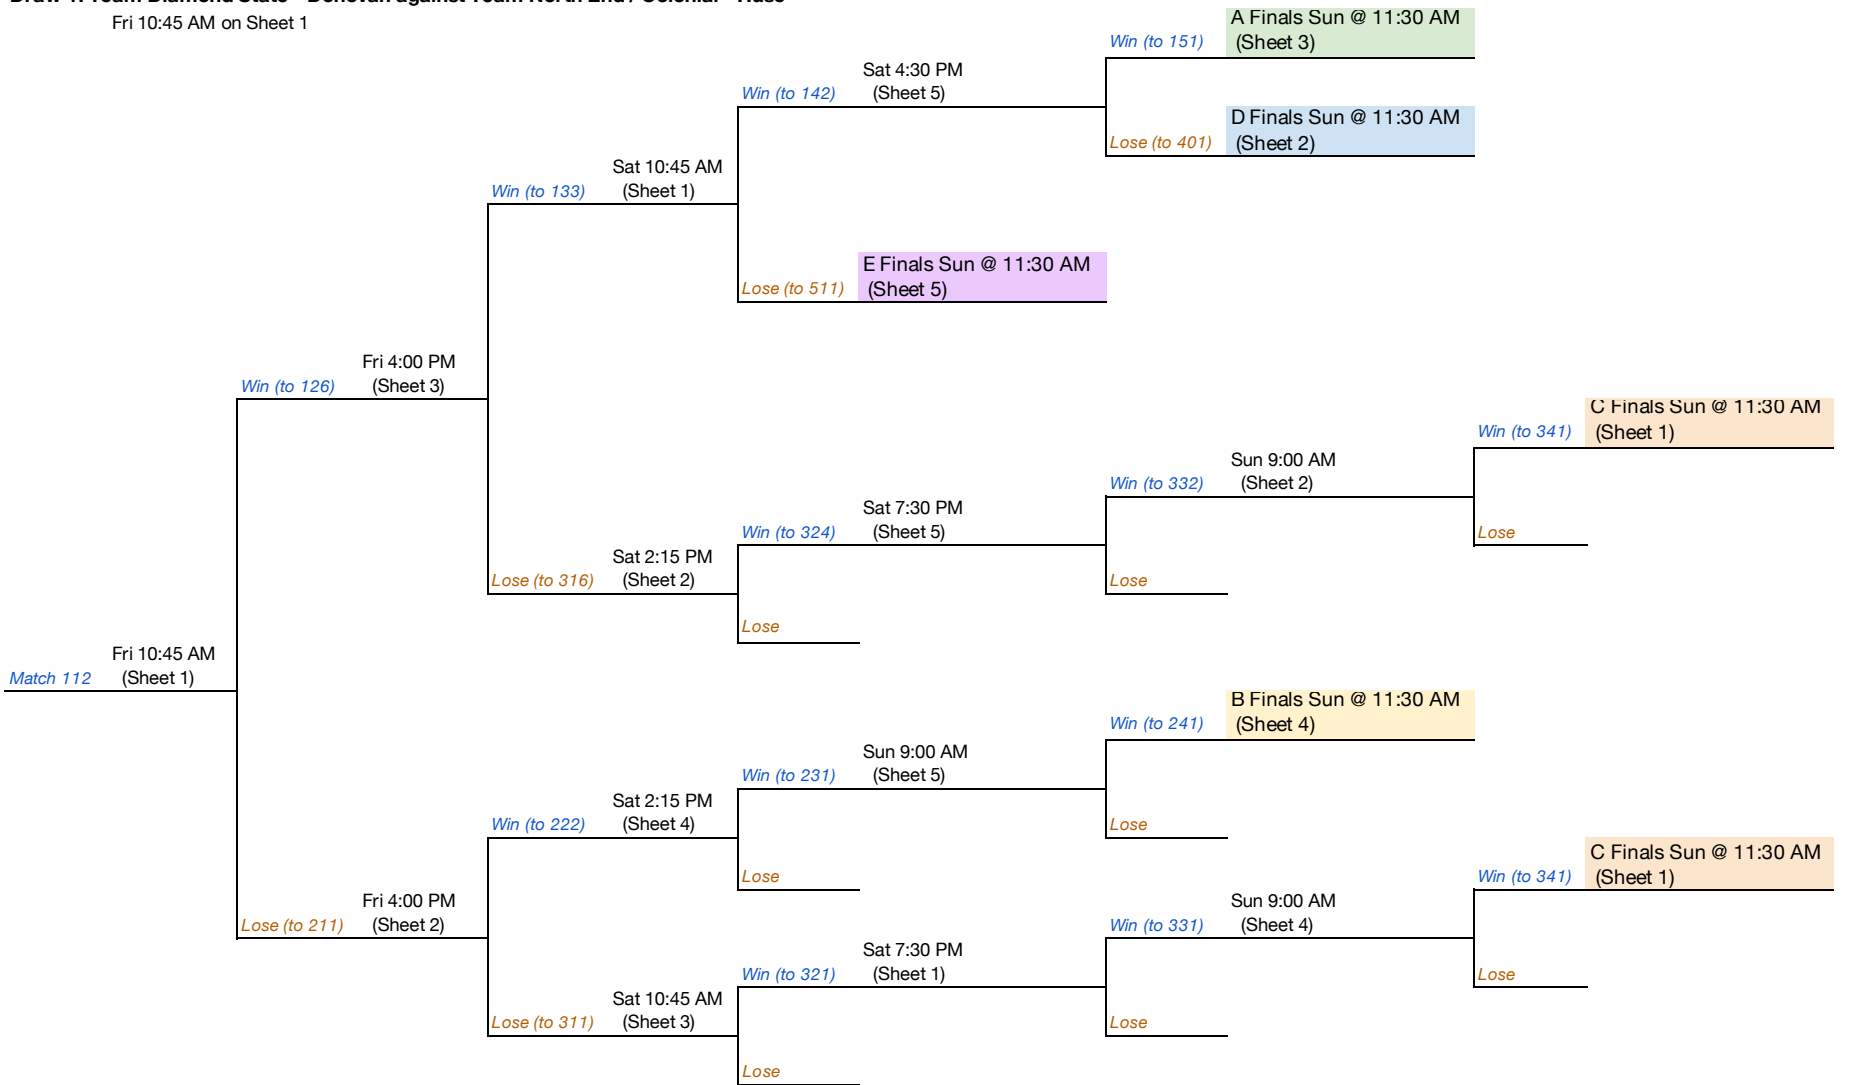 Fri 10:45 AM on Sheet 1
A Finals Sun @ 11:30 AM
Win (to 151)
(Sheet 3)
Sat 4:30 PM
Win (to 142)
(Sheet 5)
D Finals Sun @ 11:30 AM
Lose (to 401)
(Sheet 2)
Sat 10:45 AM
Win (to 133)
(Sheet 1)
E Finals Sun @ 11:30 AM
Lose (to 511)
(Sheet 5)
Fri 4:00 PM
Win (to 126)
(Sheet 3)
C Finals Sun @ 11:30 AM
Win (to 341)
(Sheet 1)
Sun 9:00 AM
Win (to 332)
(Sheet 2)
Sat 7:30 PM
Win (to 324)
(Sheet 5)
Lose
Sat 2:15 PM
Lose (to 316)
(Sheet 2)
Lose
Lose
Fri 10:45 AM
Match 112
(Sheet 1)
B Finals Sun @ 11:30 AM
Win (to 241)
(Sheet 4)
Sun 9:00 AM
Win (to 231)
(Sheet 5)
Sat 2:15 PM
Win (to 222)
(Sheet 4)
Lose
Lose
C Finals Sun @ 11:30 AM
Win (to 341)
(Sheet 1)
Fri 4:00 PM
Lose (to 211)
(Sheet 2)
Sun 9:00 AM
Win (to 331)
(Sheet 4)
Sat 7:30 PM
Win (to 321)
(Sheet 1)
Lose
Sat 10:45 AM
Lose (to 311)
(Sheet 3)
Lose
Lose